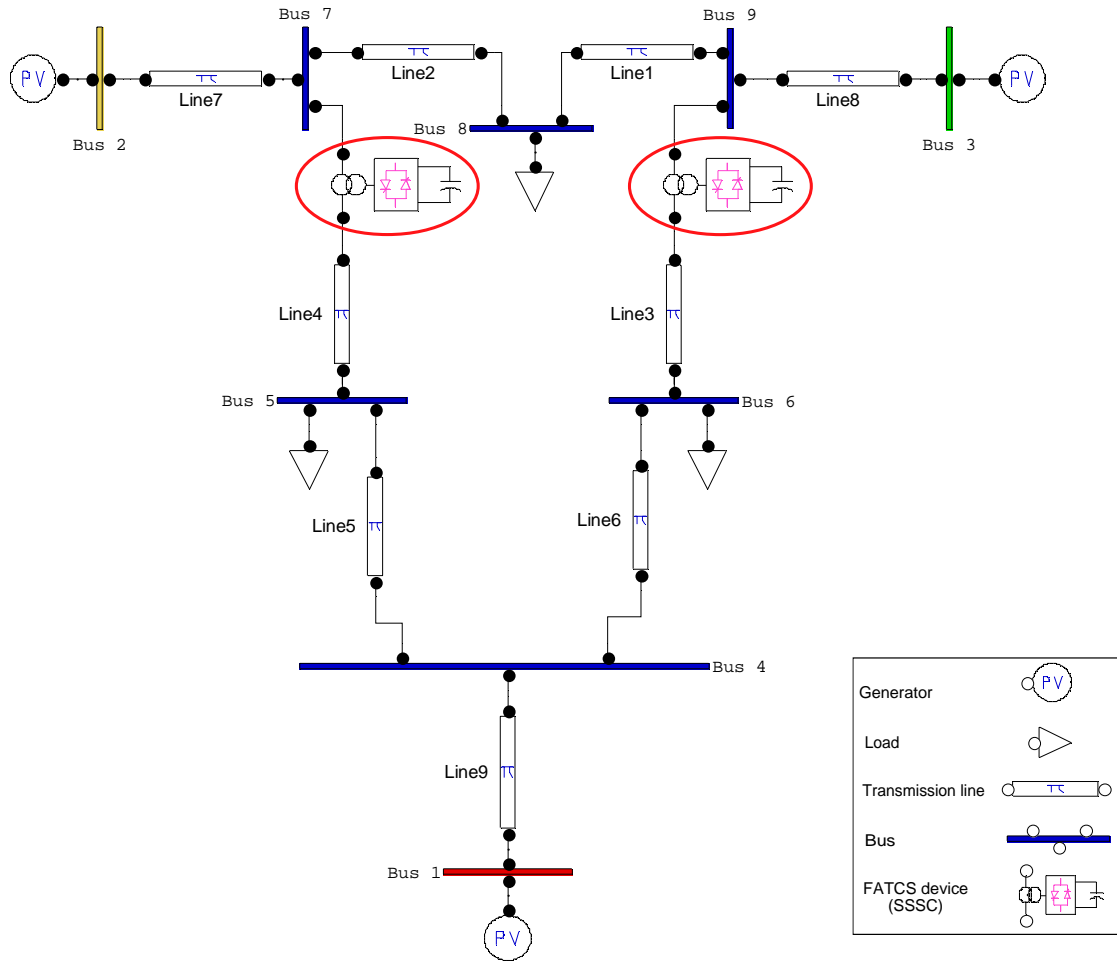 Bus 7
Bus 9
PV
π
Line7
π
Line2
π
Line1
π
Line8
PV
Bus 2
Bus 8
Bus 3
Line4
π
Line3
π
Bus 5
Bus 6
Line5
π
Line6
π
Bus 4
Line9
π
Bus 1
PV
Generator
PV
Load
Transmission line
π
Bus
FATCS device
(SSSC)